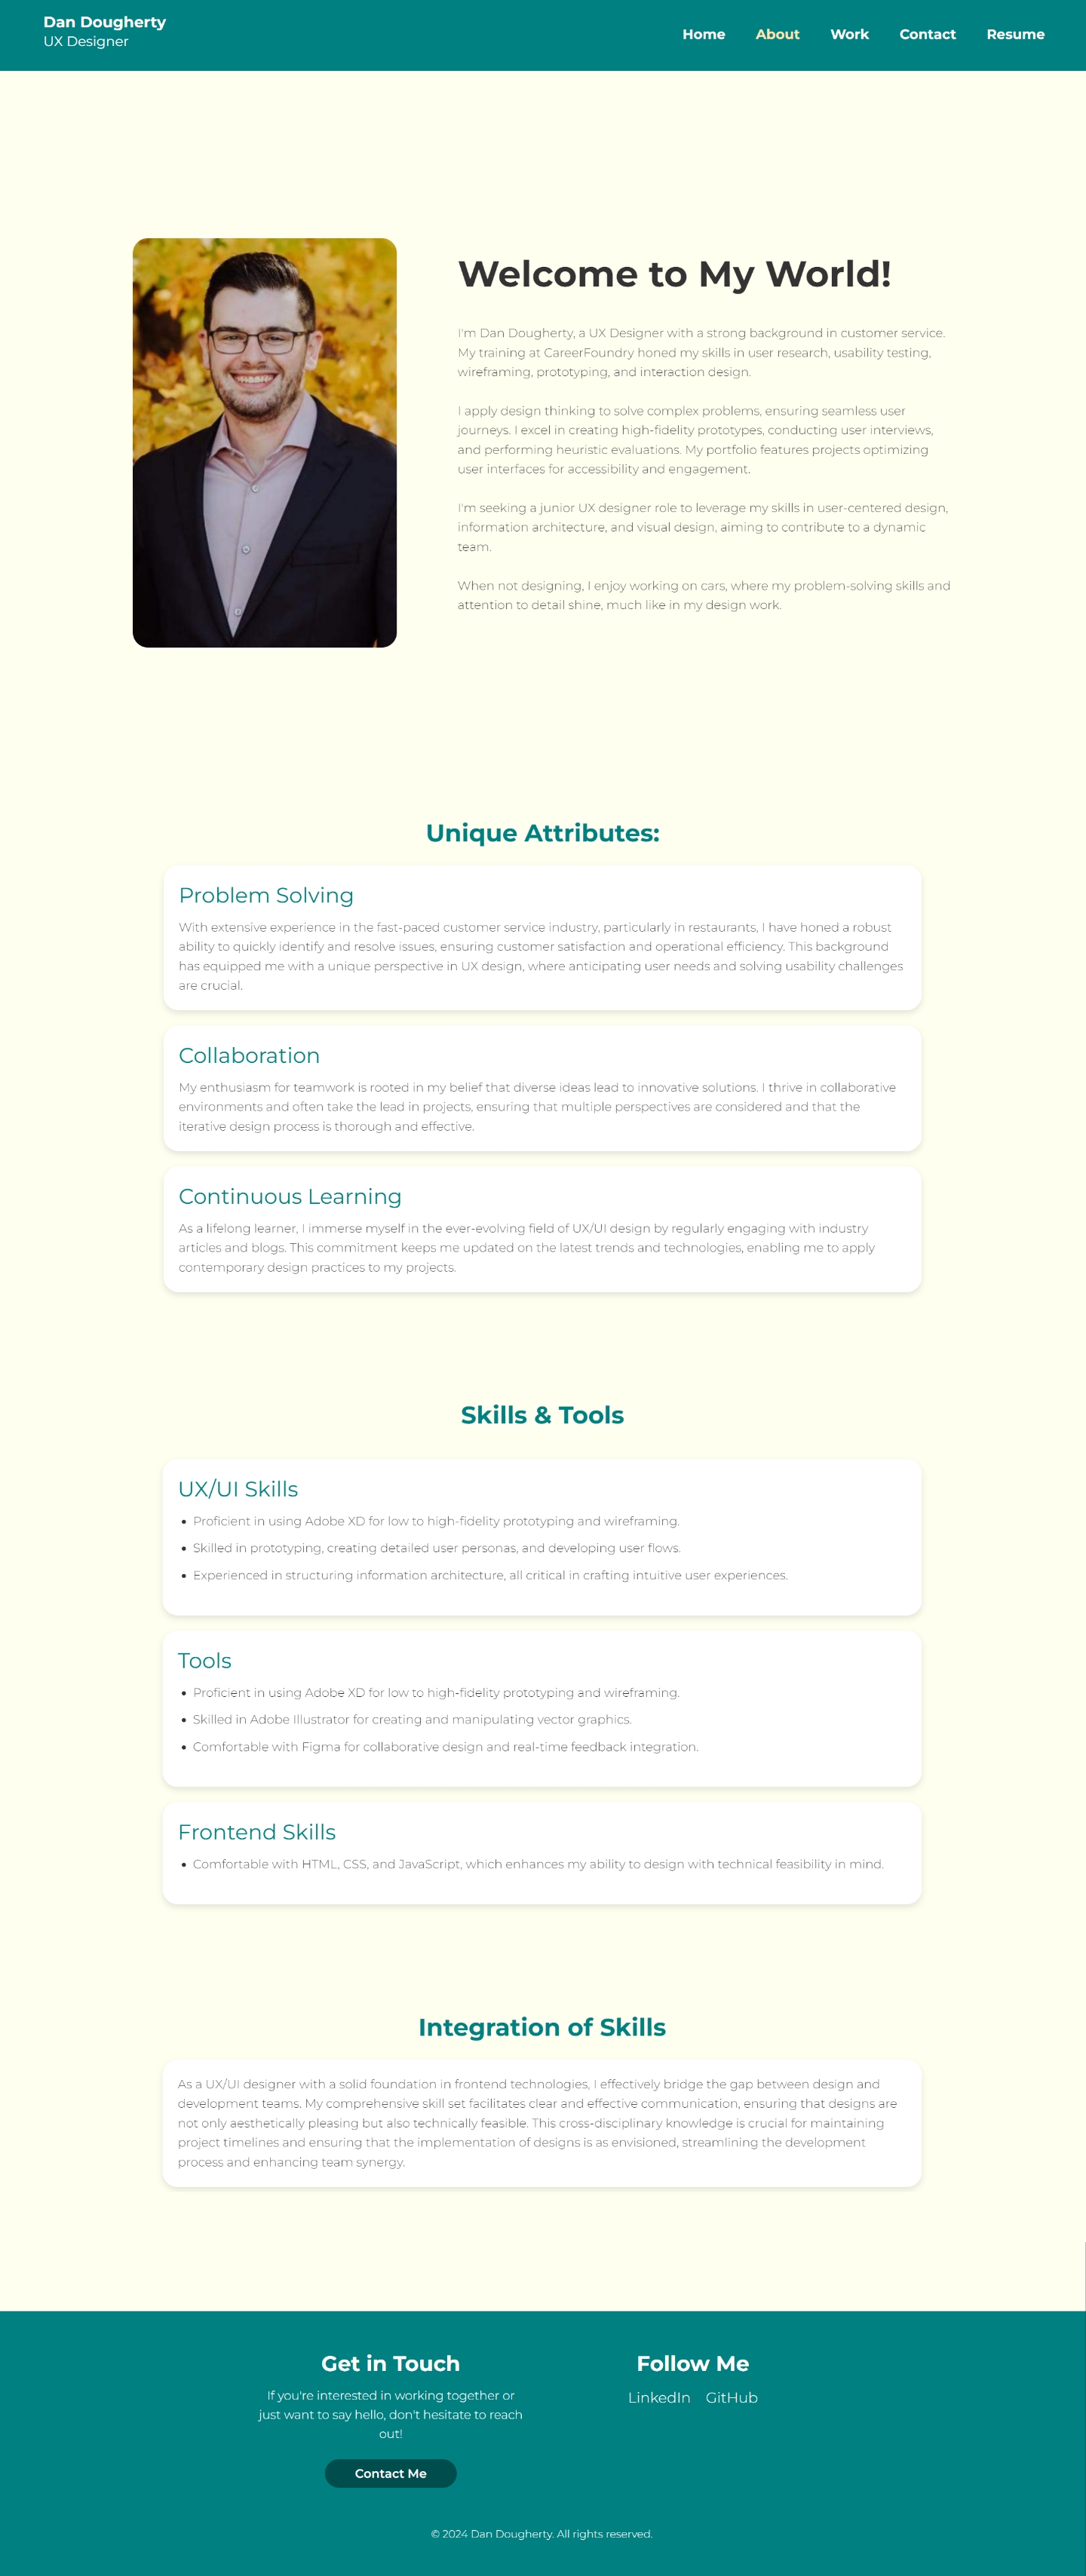 Dan Dougherty
UX Designer
Home About Work Contact Resume
Welcome to My World!
I'm Dan Dougherty, a UX Designer with a strong background in customer service.
My training at CareerFoundry honed my skills in user research, usability testing,
wireframing, prototyping, and interaction design.
I apply design thinking to solve complex problems, ensuring seamless user
journeys. I excel in creating high-fidelity prototypes, conducting user interviews,
and performing heuristic evaluations. My portfolio features projects optimizing
user interfaces for accessibility and engagement.
I'm seeking a junior UX designer role to leverage my skills in user-centered design,
information architecture, and visual design, aiming to contribute to a dynamic
team.
When not designing, I enjoy working on cars, where my problem-solving skills and
attention to detail shine, much like in my design work.
Unique Attributes:
Problem Solving
With extensive experience in the fast-paced customer service industry, particularly in restaurants, I have honed a robust
ability to quickly identify and resolve issues, ensuring customer satisfaction and operational efficiency. This background
has equipped me with a unique perspective in UX design, where anticipating user needs and solving usability challenges
are crucial.
Collaboration
My enthusiasm for teamwork is rooted in my belief that diverse ideas lead to innovative solutions. I thrive in collaborative
environments and often take the lead in projects, ensuring that multiple perspectives are considered and that the
iterative design process is thorough and effective.
Continuous Learning
As a lifelong learner, I immerse myself in the ever-evolving field of UX/UI design by regularly engaging with industry
articles and blogs. This commitment keeps me updated on the latest trends and technologies, enabling me to apply
contemporary design practices to my projects.
Skills & Tools
UX/UI Skills
• Proficient in using Adobe XD for low to high-fidelity prototyping and wireframing.
• Skilled in prototyping, creating detailed user personas, and developing user flows.
• Experienced in structuring information architecture, all critical in crafting intuitive user experiences.
Tools
• Proficient in using Adobe XD for low to high-fidelity prototyping and wireframing.
• Skilled in Adobe Illustrator for creating and manipulating vector graphics.
• Comfortable with Figma for collaborative design and real-time feedback integration.
Frontend Skills
• Comfortable with HTML, CSS, and JavaScript, which enhances my ability to design with technical feasibility in mind.
Integration of Skills
As a UX/UI designer with a solid foundation in frontend technologies, I effectively bridge the gap between design and
development teams. My comprehensive skill set facilitates clear and effective communication, ensuring that designs are
not only aesthetically pleasing but also technically feasible. This cross-disciplinary knowledge is crucial for maintaining
project timelines and ensuring that the implementation of designs is as envisioned, streamlining the development
process and enhancing team synergy.
Get in Touch
If you're interested in working together or
just want to say hello, don't hesitate to reach
out!
Contact Me
Follow Me
LinkedIn GitHub
© 2024 Dan Dougherty. All rights reserved.